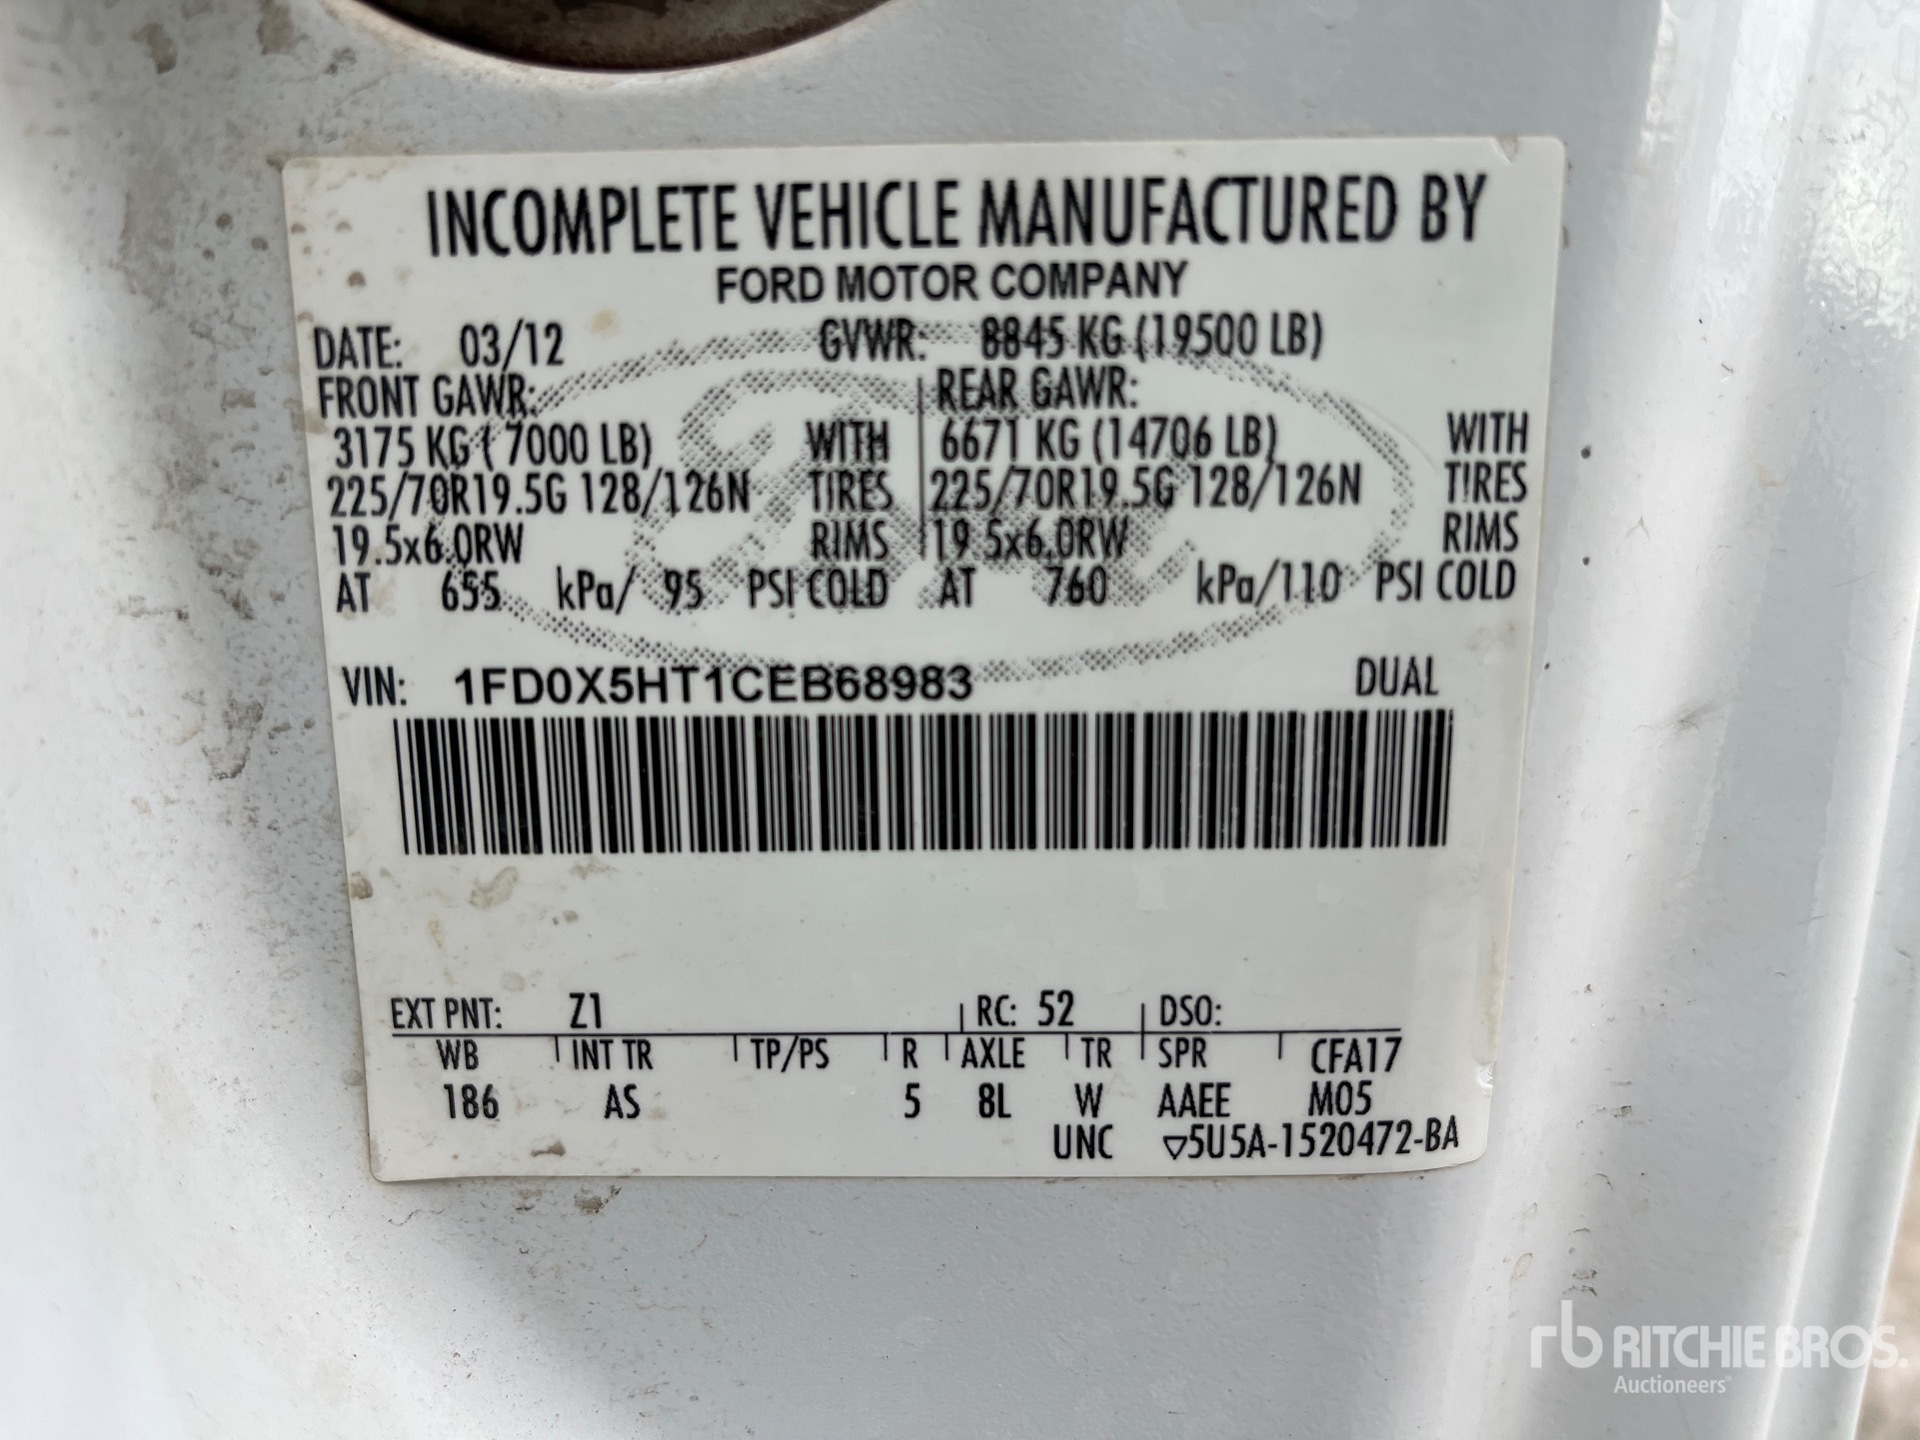 INCOMPLETE VEHICLE MANUFACTURED BY
FORD MOTOR COMPANY
DATE: 03/12 GVWR: 8845 KG (19500 LB)
FRONT GAWR: REAR GAWR:
3175 KG ( 7000 LB) WITH 6671 KG (14706 LB) WITH
225/70R19.5G 128/126N TIRES 225/70R19.5G 128/126N TIRES
19.5x6.0RW RIMS 19.5x6.0RW RIMS
AT 655 kPa/ 95 PSI COLD AT 760 kPa/110 PSI COLD
VIN: 1FD0X5HT1CEB68983 DUAL
EXT PNT: Z1 RC: 52 DSO:
WB INT TR TP/PS R AXLE TR SPR CFA17
186 AS 5 8L W AAEE M05
UNC ▽5U5A-1520472-BA
rb RITCHIE BROS.
Auctioneers